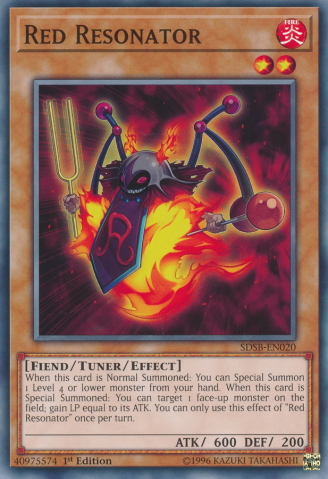 RED RESONATOR
FIRE
炎
SDSB-EN020
[FIEND/TUNER/EFFECT]
When this card is Normal Summoned: You can Special Summon
1 Level 4 or lower monster from your hand. When this card is
Special Summoned: You can target 1 face-up monster on the
field; gain LP equal to its ATK. You can only use this effect of "Red
Resonator" once per turn.
ATK/ 600 DEF/ 200
40975574 1st Edition ©1996 KAZUKI TAKAHASHI